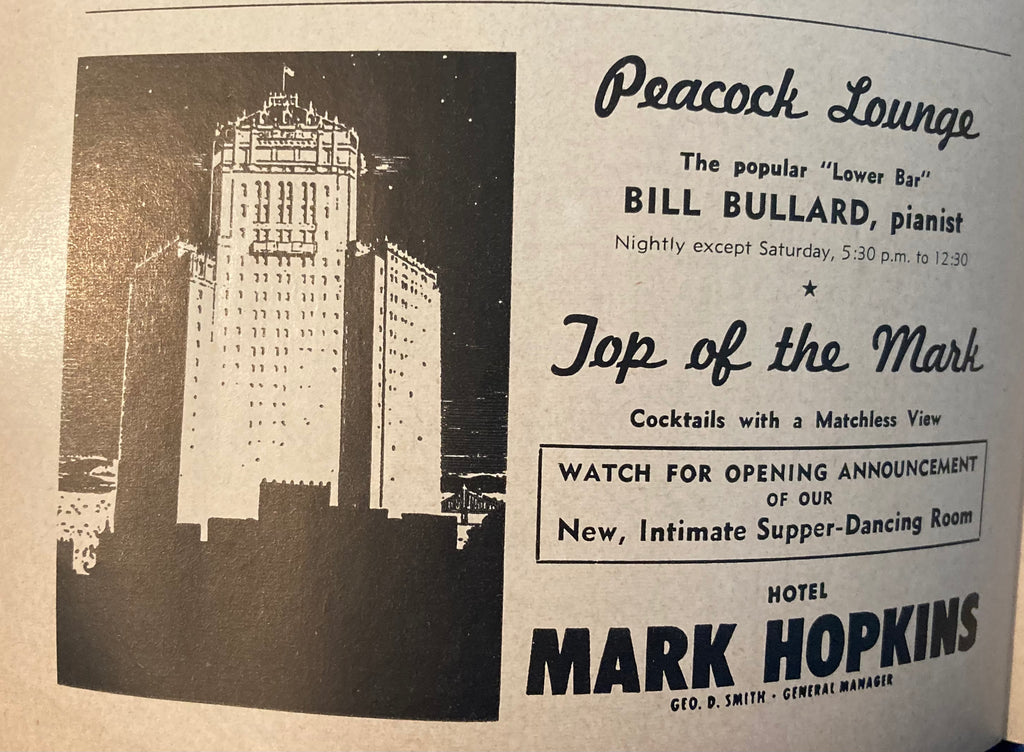 Peacock Lounge
The popular "Lower Bar"
BILL BULLARD, pianist
Nightly except Saturday, 5:30 p.m. to 12:30
★
Top of the Mark
Cocktails with a Matchless View
WATCH FOR OPENING ANNOUNCEMENT
OF OUR
New, Intimate Supper-Dancing Room
HOTEL
MARK HOPKINS
GEO. D. SMITH · GENERAL MANAGER